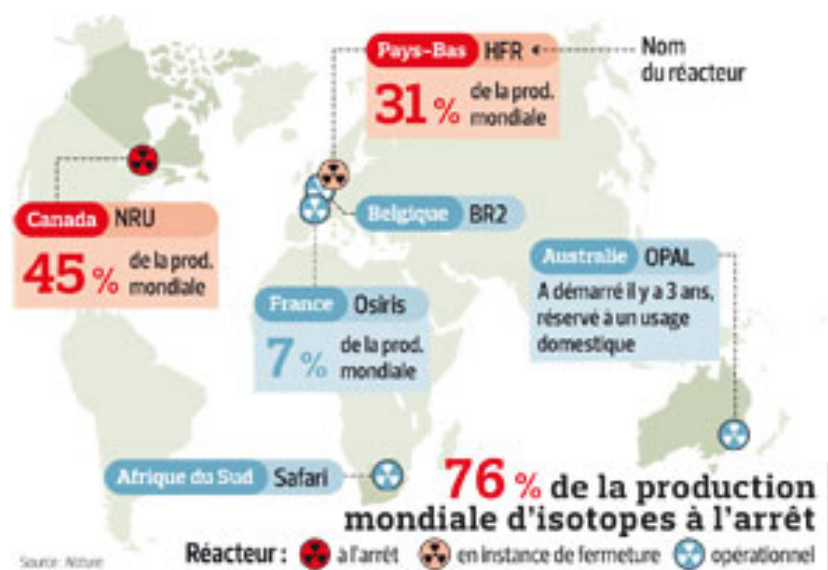 Pays-Bas HFR
31 % de la prod. mondiale
Nom du réacteur
Canada NRU
45 % de la prod. mondiale
Belgique BR2
Australie OPAL
A démarré il y a 3 ans,
réservé à un usage
domestique
France Osiris
7 % de la prod. mondiale
Afrique du Sud Safari
76 % de la production
mondiale d'isotopes à l'arrêt
Source: Nature
Réacteur : à l'arrêt en instance de fermeture opérationnel